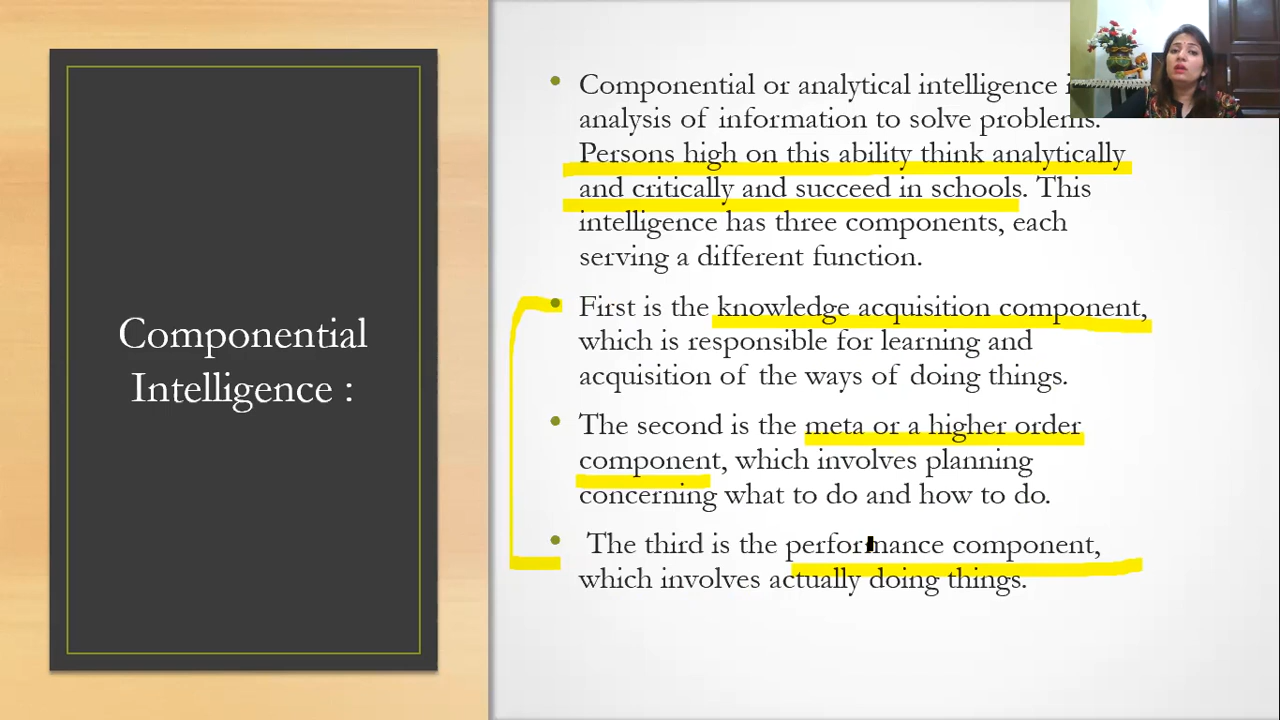 Componential
Intelligence :
• Componential or analytical intelligence
analysis of information to solve problems.
Persons high on this ability think analytically
and critically and succeed in schools. This
intelligence has three components, each
serving a different function.
• First is the knowledge acquisition component,
which is responsible for learning and
acquisition of the ways of doing things.
• The second is the meta or a higher order
component, which involves planning
concerning what to do and how to do.
• The third is the performance component,
which involves actually doing things.